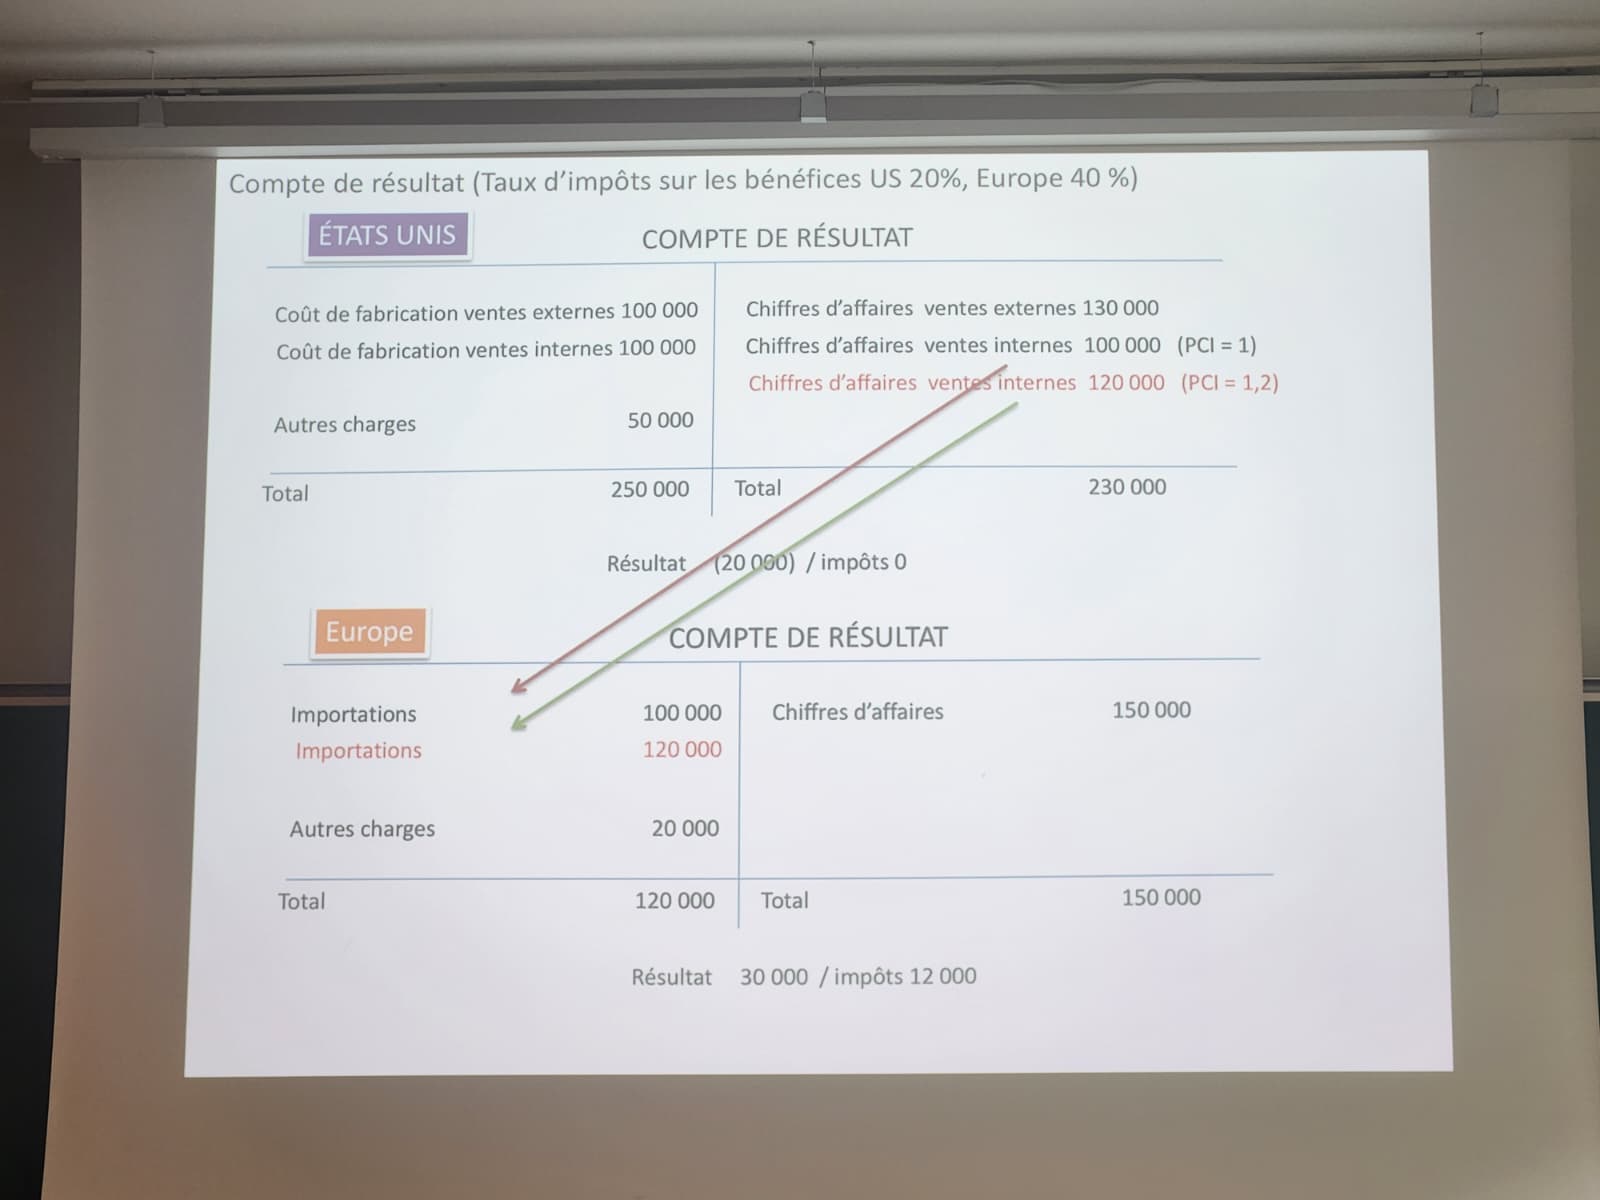 Compte de résultat (Taux d'impôts sur les bénéfices US 20%, Europe 40 %)
ÉTATS UNIS
COMPTE DE RÉSULTAT
Coût de fabrication ventes externes 100 000
Chiffres d'affaires ventes externes 130 000
Coût de fabrication ventes internes 100 000
Chiffres d'affaires ventes internes 100 000 (PCI = 1)
Chiffres d'affaires ventes internes 120 000 (PCI = 1,2)
Autres charges 50 000
Total 250 000 Total 230 000
Résultat (20 000) / impôts 0
Europe
COMPTE DE RÉSULTAT
Importations 100 000 Chiffres d'affaires 150 000
Importations 120 000
Autres charges 20 000
Total 120 000 Total 150 000
Résultat 30 000 / impôts 12 000